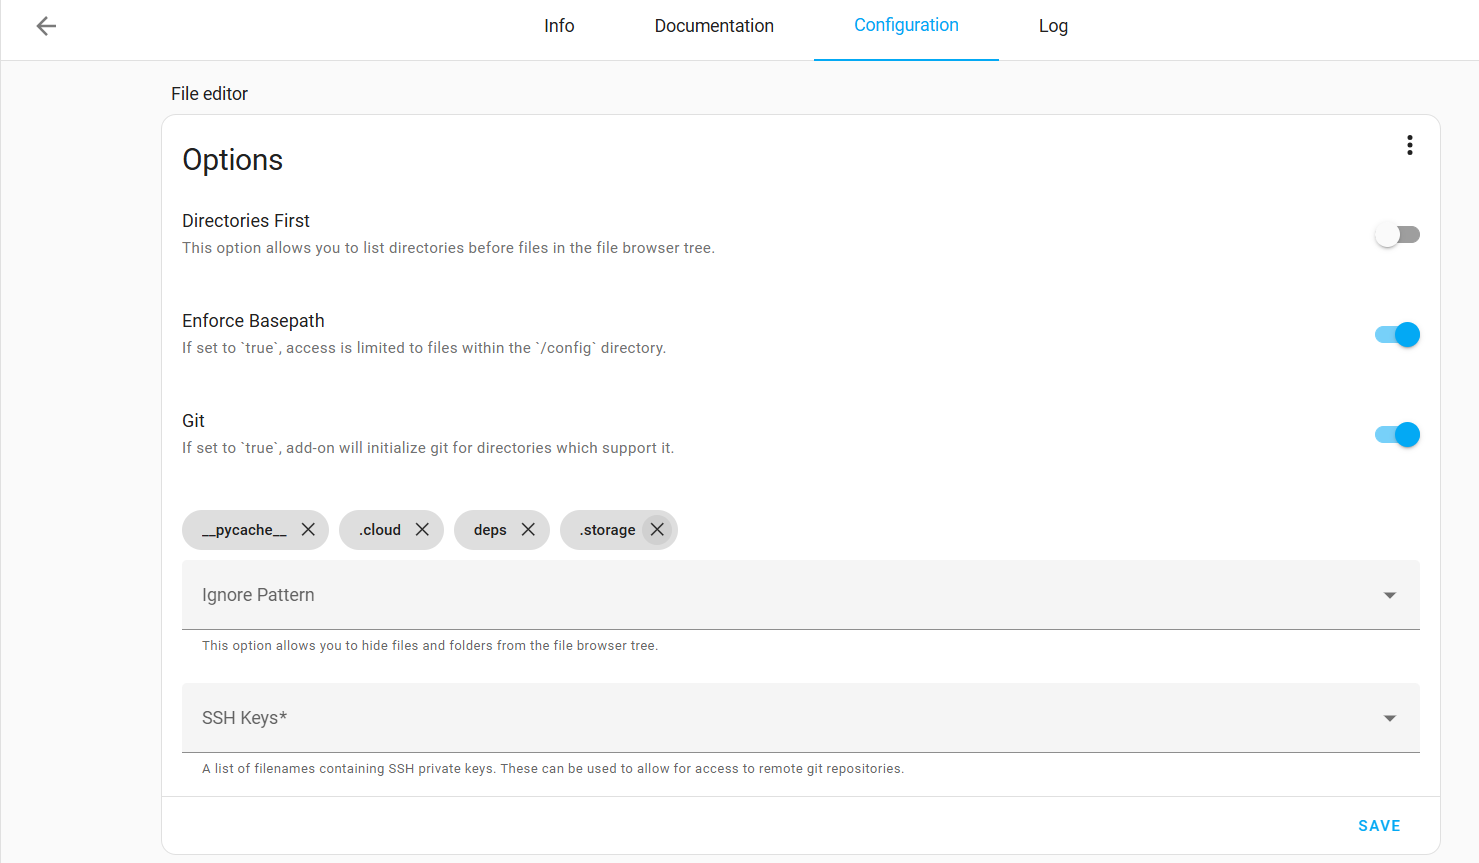 Info
Documentation
Configuration
Log
File editor
Options
Directories First
This option allows you to list directories before files in the file browser tree.
Enforce Basepath
If set to `true`, access is limited to files within the `/config` directory.
Git
If set to `true`, add-on will initialize git for directories which support it.
__pycache__
.cloud
deps
.storage
Ignore Pattern
This option allows you to hide files and folders from the file browser tree.
SSH Keys*
A list of filenames containing SSH private keys. These can be used to allow for access to remote git repositories.
SAVE